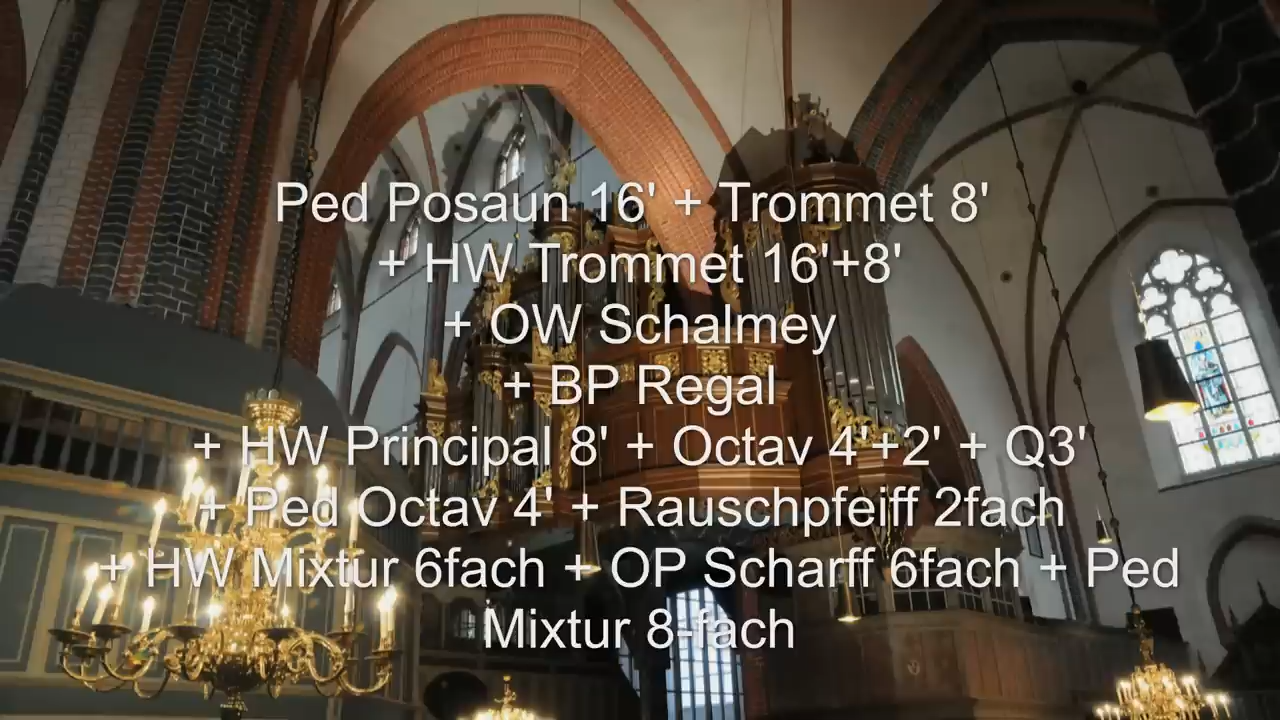 Ped Posaun 16' + Trommet 8'
+ HW Trommet 16'+8'
+ OW Schalmey
+ BP Regal
+ HW Principal 8' + Octav 4'+2' + Q3'
+ Ped Octav 4' + Rauschpfeiff 2fach
+ HW Mixtur 6fach + OP Scharff 6fach + Ped
Mixtur 8-fach